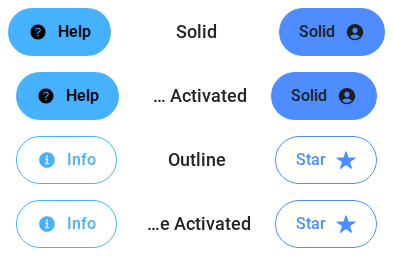 Help Solid Solid
Help ... Activated Solid
Info Outline Star
Info ...e Activated Star